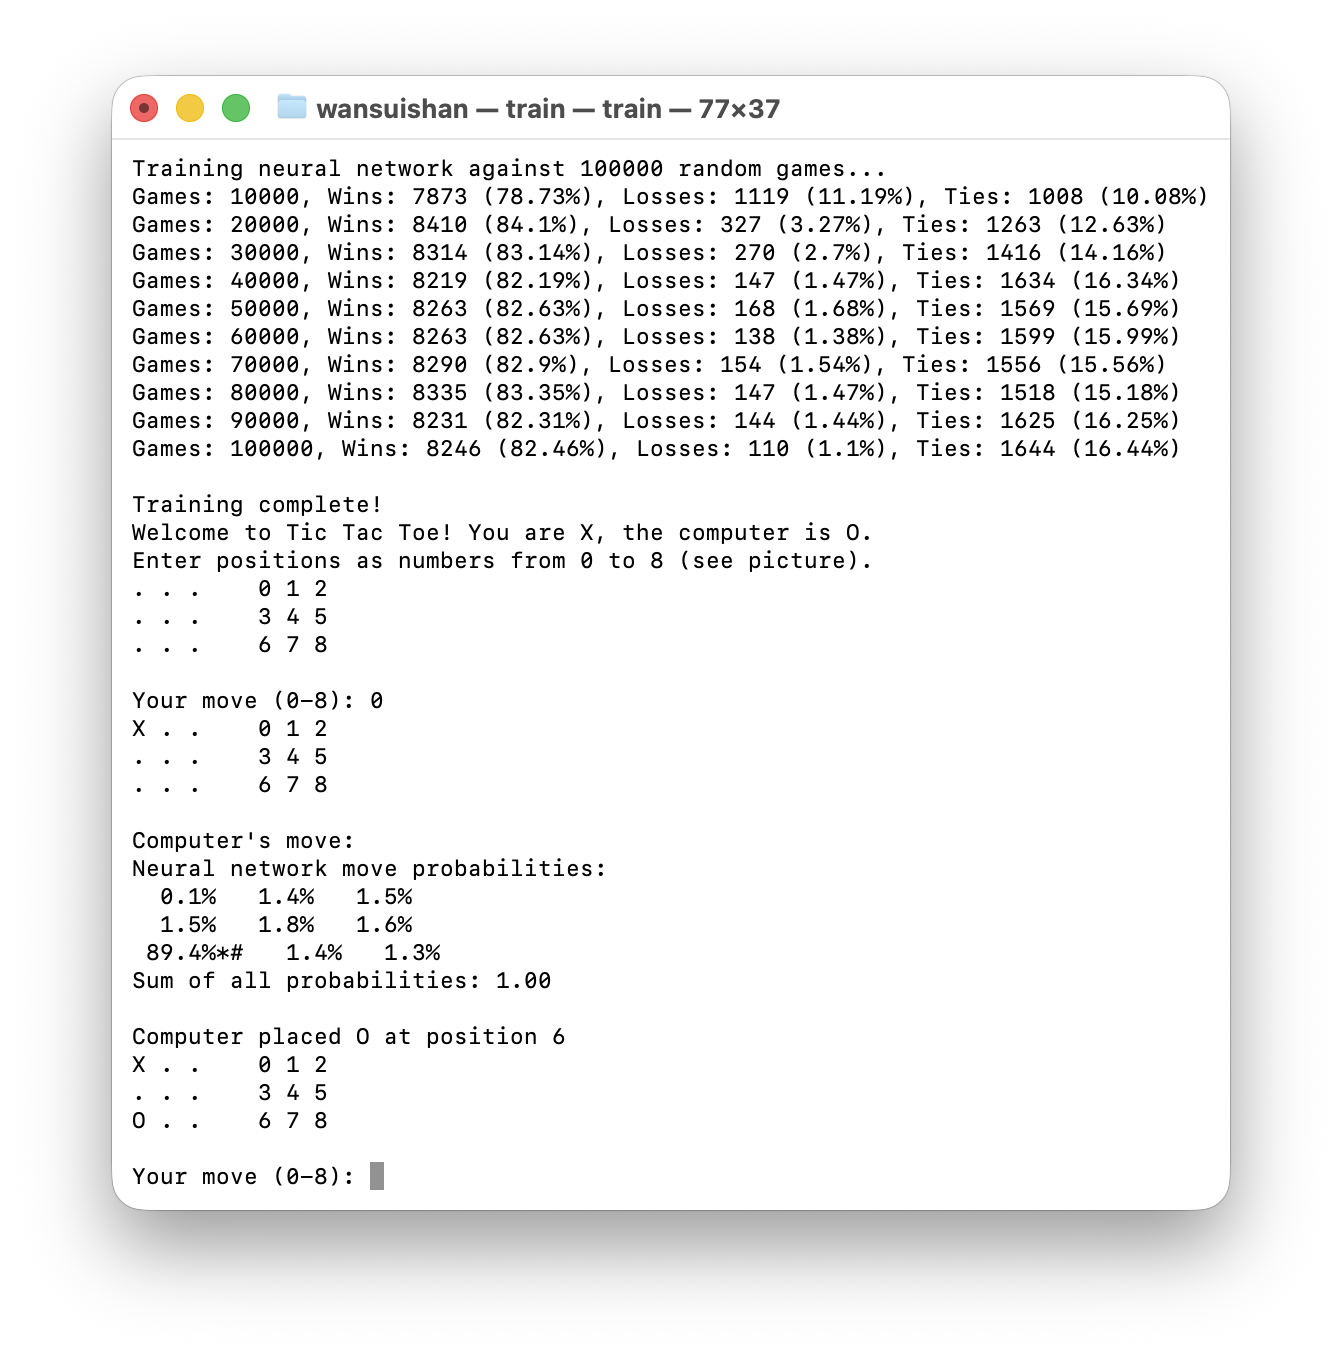 wansuishan — train — train — 77×37
Training neural network against 100000 random games...
Games: 10000, Wins: 7873 (78.73%), Losses: 1119 (11.19%), Ties: 1008 (10.08%)
Games: 20000, Wins: 8410 (84.1%), Losses: 327 (3.27%), Ties: 1263 (12.63%)
Games: 30000, Wins: 8314 (83.14%), Losses: 270 (2.7%), Ties: 1416 (14.16%)
Games: 40000, Wins: 8219 (82.19%), Losses: 147 (1.47%), Ties: 1634 (16.34%)
Games: 50000, Wins: 8263 (82.63%), Losses: 168 (1.68%), Ties: 1569 (15.69%)
Games: 60000, Wins: 8263 (82.63%), Losses: 138 (1.38%), Ties: 1599 (15.99%)
Games: 70000, Wins: 8290 (82.9%), Losses: 154 (1.54%), Ties: 1556 (15.56%)
Games: 80000, Wins: 8335 (83.35%), Losses: 147 (1.47%), Ties: 1518 (15.18%)
Games: 90000, Wins: 8231 (82.31%), Losses: 144 (1.44%), Ties: 1625 (16.25%)
Games: 100000, Wins: 8246 (82.46%), Losses: 110 (1.1%), Ties: 1644 (16.44%)

Training complete!
Welcome to Tic Tac Toe! You are X, the computer is O.
Enter positions as numbers from 0 to 8 (see picture).
. . .    0 1 2
. . .    3 4 5
. . .    6 7 8

Your move (0-8): 0
X . .    0 1 2
. . .    3 4 5
. . .    6 7 8

Computer's move:
Neural network move probabilities:
  0.1%   1.4%   1.5%
  1.5%   1.8%   1.6%
 89.4%*#   1.4%   1.3%
Sum of all probabilities: 1.00

Computer placed O at position 6
X . .    0 1 2
. . .    3 4 5
O . .    6 7 8

Your move (0-8):